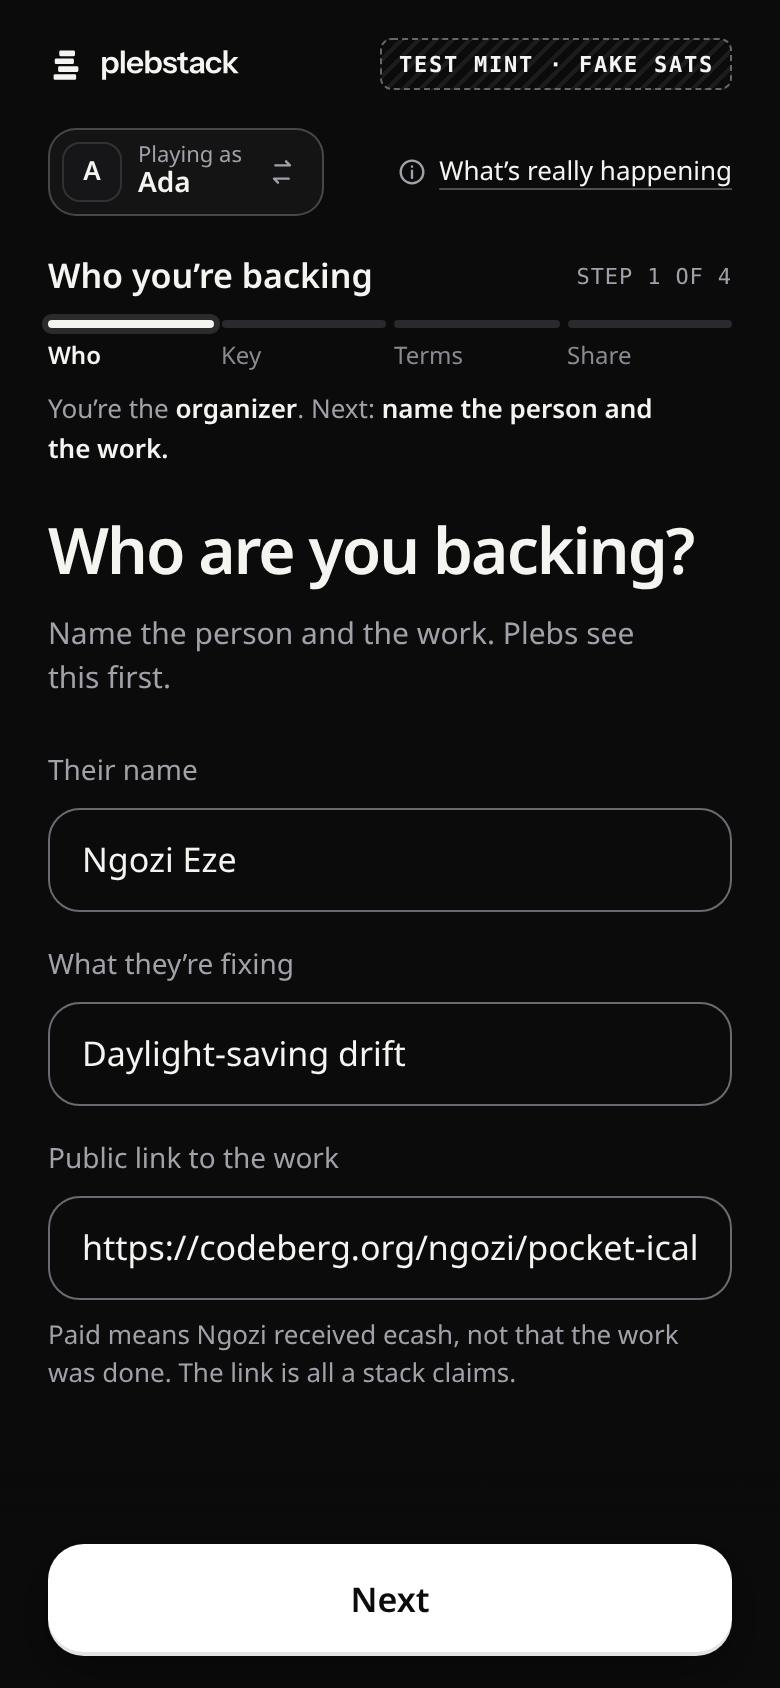 plebstack
TEST MINT · FAKE SATS
A
Playing as
Ada
What’s really happening
Who you’re backing
STEP 1 OF 4
Who
Key
Terms
Share
You’re the organizer. Next: name the person and
the work.
Who are you backing?
Name the person and the work. Plebs see
this first.
Their name
Ngozi Eze
What they’re fixing
Daylight-saving drift
Public link to the work
https://codeberg.org/ngozi/pocket-ical
Paid means Ngozi received ecash, not that the work
was done. The link is all a stack claims.
Next